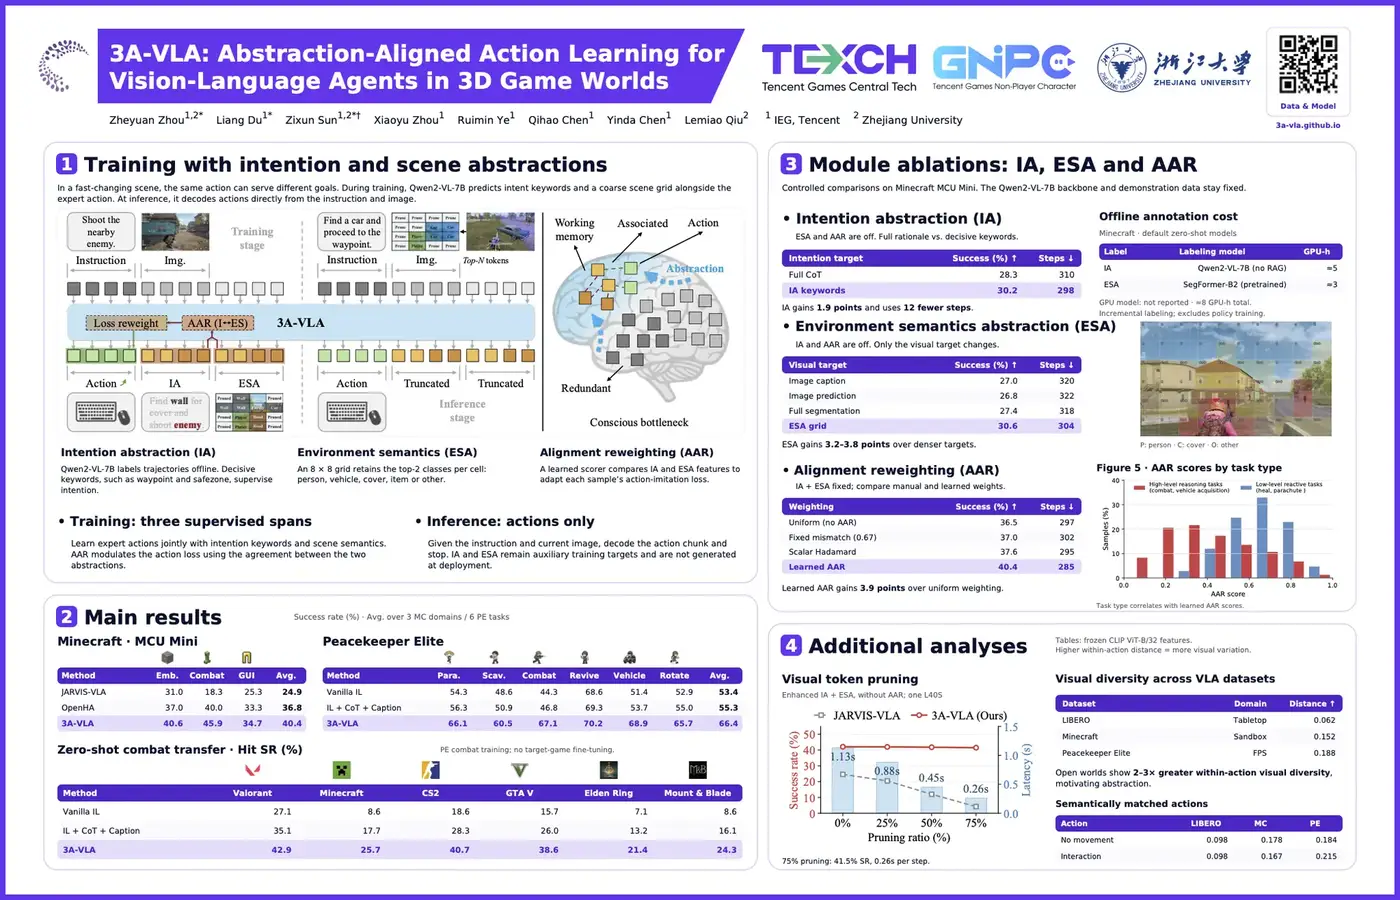 3A-VLA: Abstraction-Aligned Action Learning for
Vision-Language Agents in 3D Game Worlds
TEXCH
Tencent Games Central Tech
GNPC
Tencent Games Non-Player Character
浙江大学
ZHEJIANG UNIVERSITY
Data & Model
3a-vla.github.io
Zheyuan Zhou1,2* Liang Du1* Zixun Sun1,2*† Xiaoyu Zhou1 Ruimin Ye1 Qihao Chen1 Yinda Chen1 Lemiao Qiu2 1 IEG, Tencent 2 Zhejiang University
1 Training with intention and scene abstractions
In a fast-changing scene, the same action can serve different goals. During training, Qwen2-VL-7B predicts intent keywords and a coarse scene grid alongside the
expert action. At inference, it decodes actions directly from the instruction and image.
Shoot the
nearby
enemy.
Training
stage
Find a car and
proceed to the
waypoint.
Instruction Img. Instruction Img. Top-N tokens
Loss reweight AAR (I↔ES) 3A-VLA
Action IA ESA Action Truncated Truncated
Find wall for
cover and
shoot enemy.
Inference
stage
Working
memory
Associated
Action
Abstraction
Redundant
Conscious bottleneck
Intention abstraction (IA)
Qwen2-VL-7B labels trajectories offline. Decisive
keywords, such as waypoint and safezone, supervise
intention.
Environment semantics (ESA)
An 8 × 8 grid retains the top-2 classes per cell:
person, vehicle, cover, item or other.
Alignment reweighting (AAR)
A learned scorer compares IA and ESA features to
adapt each sample's action-imitation loss.
• Training: three supervised spans
Learn expert actions jointly with intention keywords and scene semantics.
AAR modulates the action loss using the agreement between the two
abstractions.
• Inference: actions only
Given the instruction and current image, decode the action chunk and
stop. IA and ESA remain auxiliary training targets and are not generated
at deployment.
2 Main results
Success rate (%) · Avg. over 3 MC domains / 6 PE tasks
Minecraft · MCU Mini
Method Emb. Combat GUI Avg.
JARVIS-VLA 31.0 18.3 25.3 24.9
OpenHA 37.0 40.0 33.3 36.8
3A-VLA 40.6 45.9 34.7 40.4
Peacekeeper Elite
Method Para. Scav. Combat Revive Vehicle Rotate Avg.
Vanilla IL 54.3 48.6 44.3 68.6 51.4 52.9 53.4
IL + CoT + Caption 56.3 50.9 46.8 69.3 53.7 55.0 55.3
3A-VLA 66.1 60.5 67.1 70.2 68.9 65.7 66.4
Zero-shot combat transfer · Hit SR (%)
PE combat training; no target-game fine-tuning.
Method Valorant Minecraft CS2 GTA V Elden Ring Mount & Blade
Vanilla IL 27.1 8.6 18.6 15.7 7.1 8.6
IL + CoT + Caption 35.1 17.7 28.3 26.0 13.2 16.1
3A-VLA 42.9 25.7 40.7 38.6 21.4 24.3
3 Module ablations: IA, ESA and AAR
Controlled comparisons on Minecraft MCU Mini. The Qwen2-VL-7B backbone and demonstration data stay fixed.
• Intention abstraction (IA)
ESA and AAR are off. Full rationale vs. decisive keywords.
Intention target Success (%) ↑ Steps ↓
Full CoT 28.3 310
IA keywords 30.2 298
IA gains 1.9 points and uses 12 fewer steps.
Offline annotation cost
Minecraft · default zero-shot models
Label Labeling model GPU-h
IA Qwen2-VL-7B (no RAG) ≈5
ESA SegFormer-B2 (pretrained) ≈3
GPU model: not reported · ≈8 GPU-h total.
Incremental labeling; excludes policy training.
• Environment semantics abstraction (ESA)
IA and AAR are off. Only the visual target changes.
Visual target Success (%) ↑ Steps ↓
Image caption 27.0 320
Image prediction 26.8 322
Full segmentation 27.4 318
ESA grid 30.6 304
ESA gains 3.2–3.8 points over denser targets.
P: person · C: cover · O: other
• Alignment reweighting (AAR)
IA + ESA fixed; compare manual and learned weights.
Weighting Success (%) ↑ Steps ↓
Uniform (no AAR) 36.5 297
Fixed mismatch (0.67) 37.0 302
Scalar Hadamard 37.6 295
Learned AAR 40.4 285
Learned AAR gains 3.9 points over uniform weighting.
Figure 5 · AAR scores by task type
High-level reasoning tasks
(combat, vehicle acquisition)
Low-level reactive tasks
(heal, parachute )
Samples (%)
40
30
20
10
0
0.0 0.2 0.4 0.6 0.8 1.0
AAR score
Task type correlates with learned AAR scores.
4 Additional analyses
Tables: frozen CLIP ViT-B/32 features.
Higher within-action distance = more visual variation.
Visual token pruning
Enhanced IA + ESA, without AAR; one L40S
JARVIS-VLA 3A-VLA (Ours)
Success rate (%)
50
40
30
20
10
0
1.13s 0.88s 0.45s 0.26s
1.5
1.0
0.5
0.0
Latency (s)
0% 25% 50% 75%
Pruning ratio (%)
75% pruning: 41.5% SR, 0.26s per step.
Visual diversity across VLA datasets
Dataset Domain Distance ↑
LIBERO Tabletop 0.062
Minecraft Sandbox 0.152
Peacekeeper Elite FPS 0.188
Open worlds show 2–3× greater within-action visual diversity,
motivating abstraction.
Semantically matched actions
Action LIBERO MC PE
No movement 0.098 0.178 0.184
Interaction 0.098 0.167 0.215